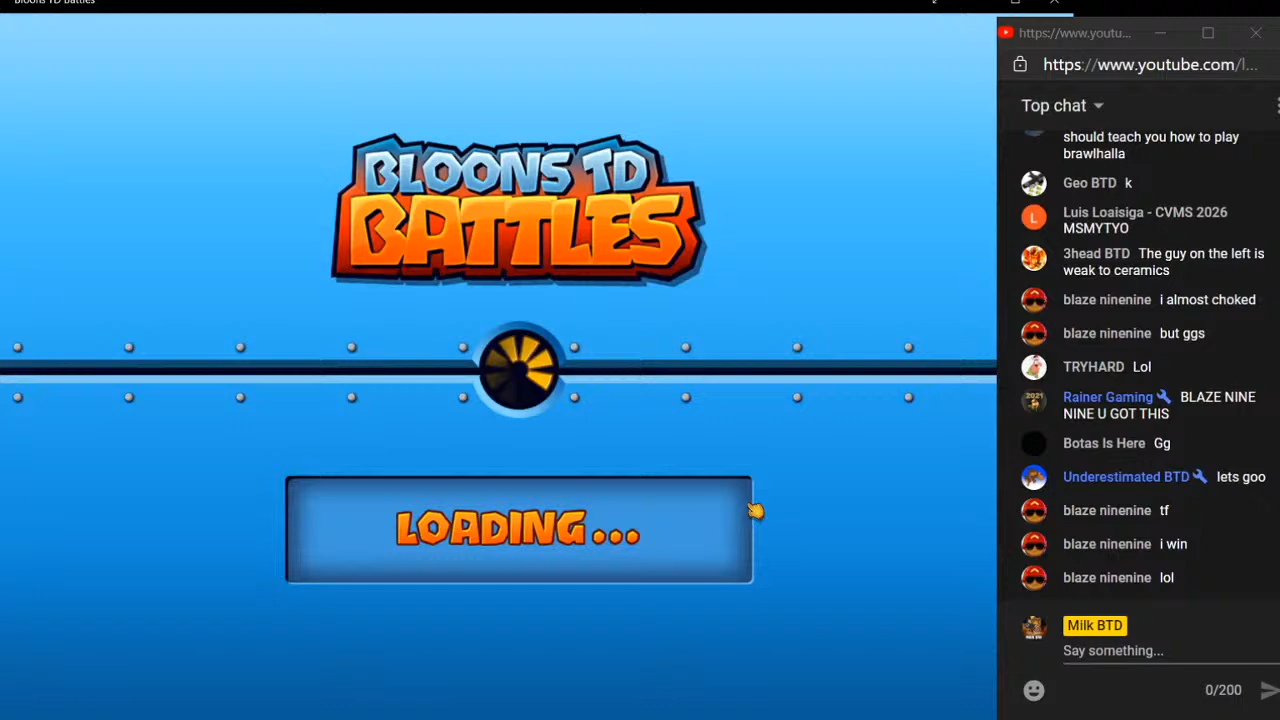 Bloons TD Battles
https://www.youtu...
https://www.youtube.com/l...
Top chat
BLOONS TD
BATTLES
should teach you how to play
brawlhalla
Geo BTD k
Luis Loaisiga - CVMS 2026
MSMYTYO
3head BTD The guy on the left is
weak to ceramics
blaze ninenine i almost choked
blaze ninenine but ggs
TRYHARD Lol
2021
Rainer Gaming BLAZE NINE
NINE U GOT THIS
Botas Is Here Gg
Underestimated BTD lets goo
blaze ninenine tf
LOADING...
blaze ninenine i win
blaze ninenine lol
Milk BTD
Say something...
0/200